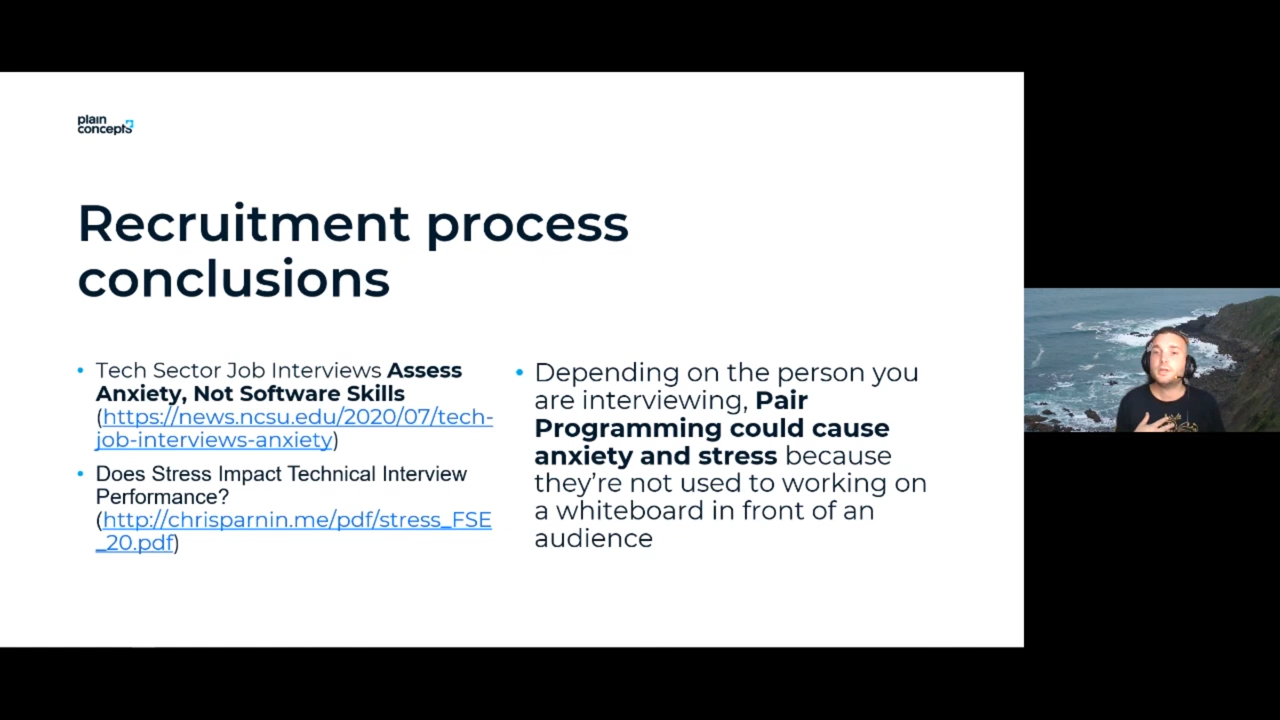 plain
concepts
Recruitment process
conclusions
• Tech Sector Job Interviews Assess
Anxiety, Not Software Skills
(https://news.ncsu.edu/2020/07/tech-
job-interviews-anxiety)
• Does Stress Impact Technical Interview
Performance?
(http://chrisparnin.me/pdf/stress_FSE
_20.pdf)
• Depending on the person you
are interviewing, Pair
Programming could cause
anxiety and stress because
they’re not used to working on
a whiteboard in front of an
audience